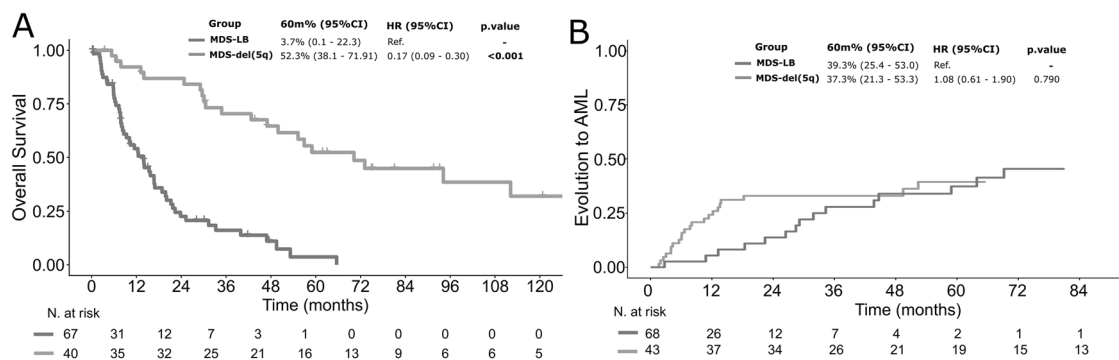 A
Group 60m% (95%CI) HR (95%CI) p.value
MDS-LB 3.7% (0.1 - 22.3) Ref. -
MDS-del(5q) 52.3% (38.1 - 71.91) 0.17 (0.09 - 0.30) <0.001
Overall Survival
1.00
0.75
0.50
0.25
0.00
0 12 24 36 48 60 72 84 96 108 120
Time (months)
N. at risk
67 31 12 7 3 1 0 0 0 0 0
40 35 32 25 21 16 13 9 6 6 5
B
Group 60m% (95%CI) HR (95%CI) p.value
MDS-LB 39.3% (25.4 - 53.0) Ref. -
MDS-del(5q) 37.3% (21.3 - 53.3) 1.08 (0.61 - 1.90) 0.790
Evolution to AML
1.00
0.75
0.50
0.25
0.00
0 12 24 36 48 60 72 84
Time (months)
N. at risk
MDS-LB 68 26 12 7 4 2 1 1
MDS-del(5q) 43 37 34 26 21 19 15 13